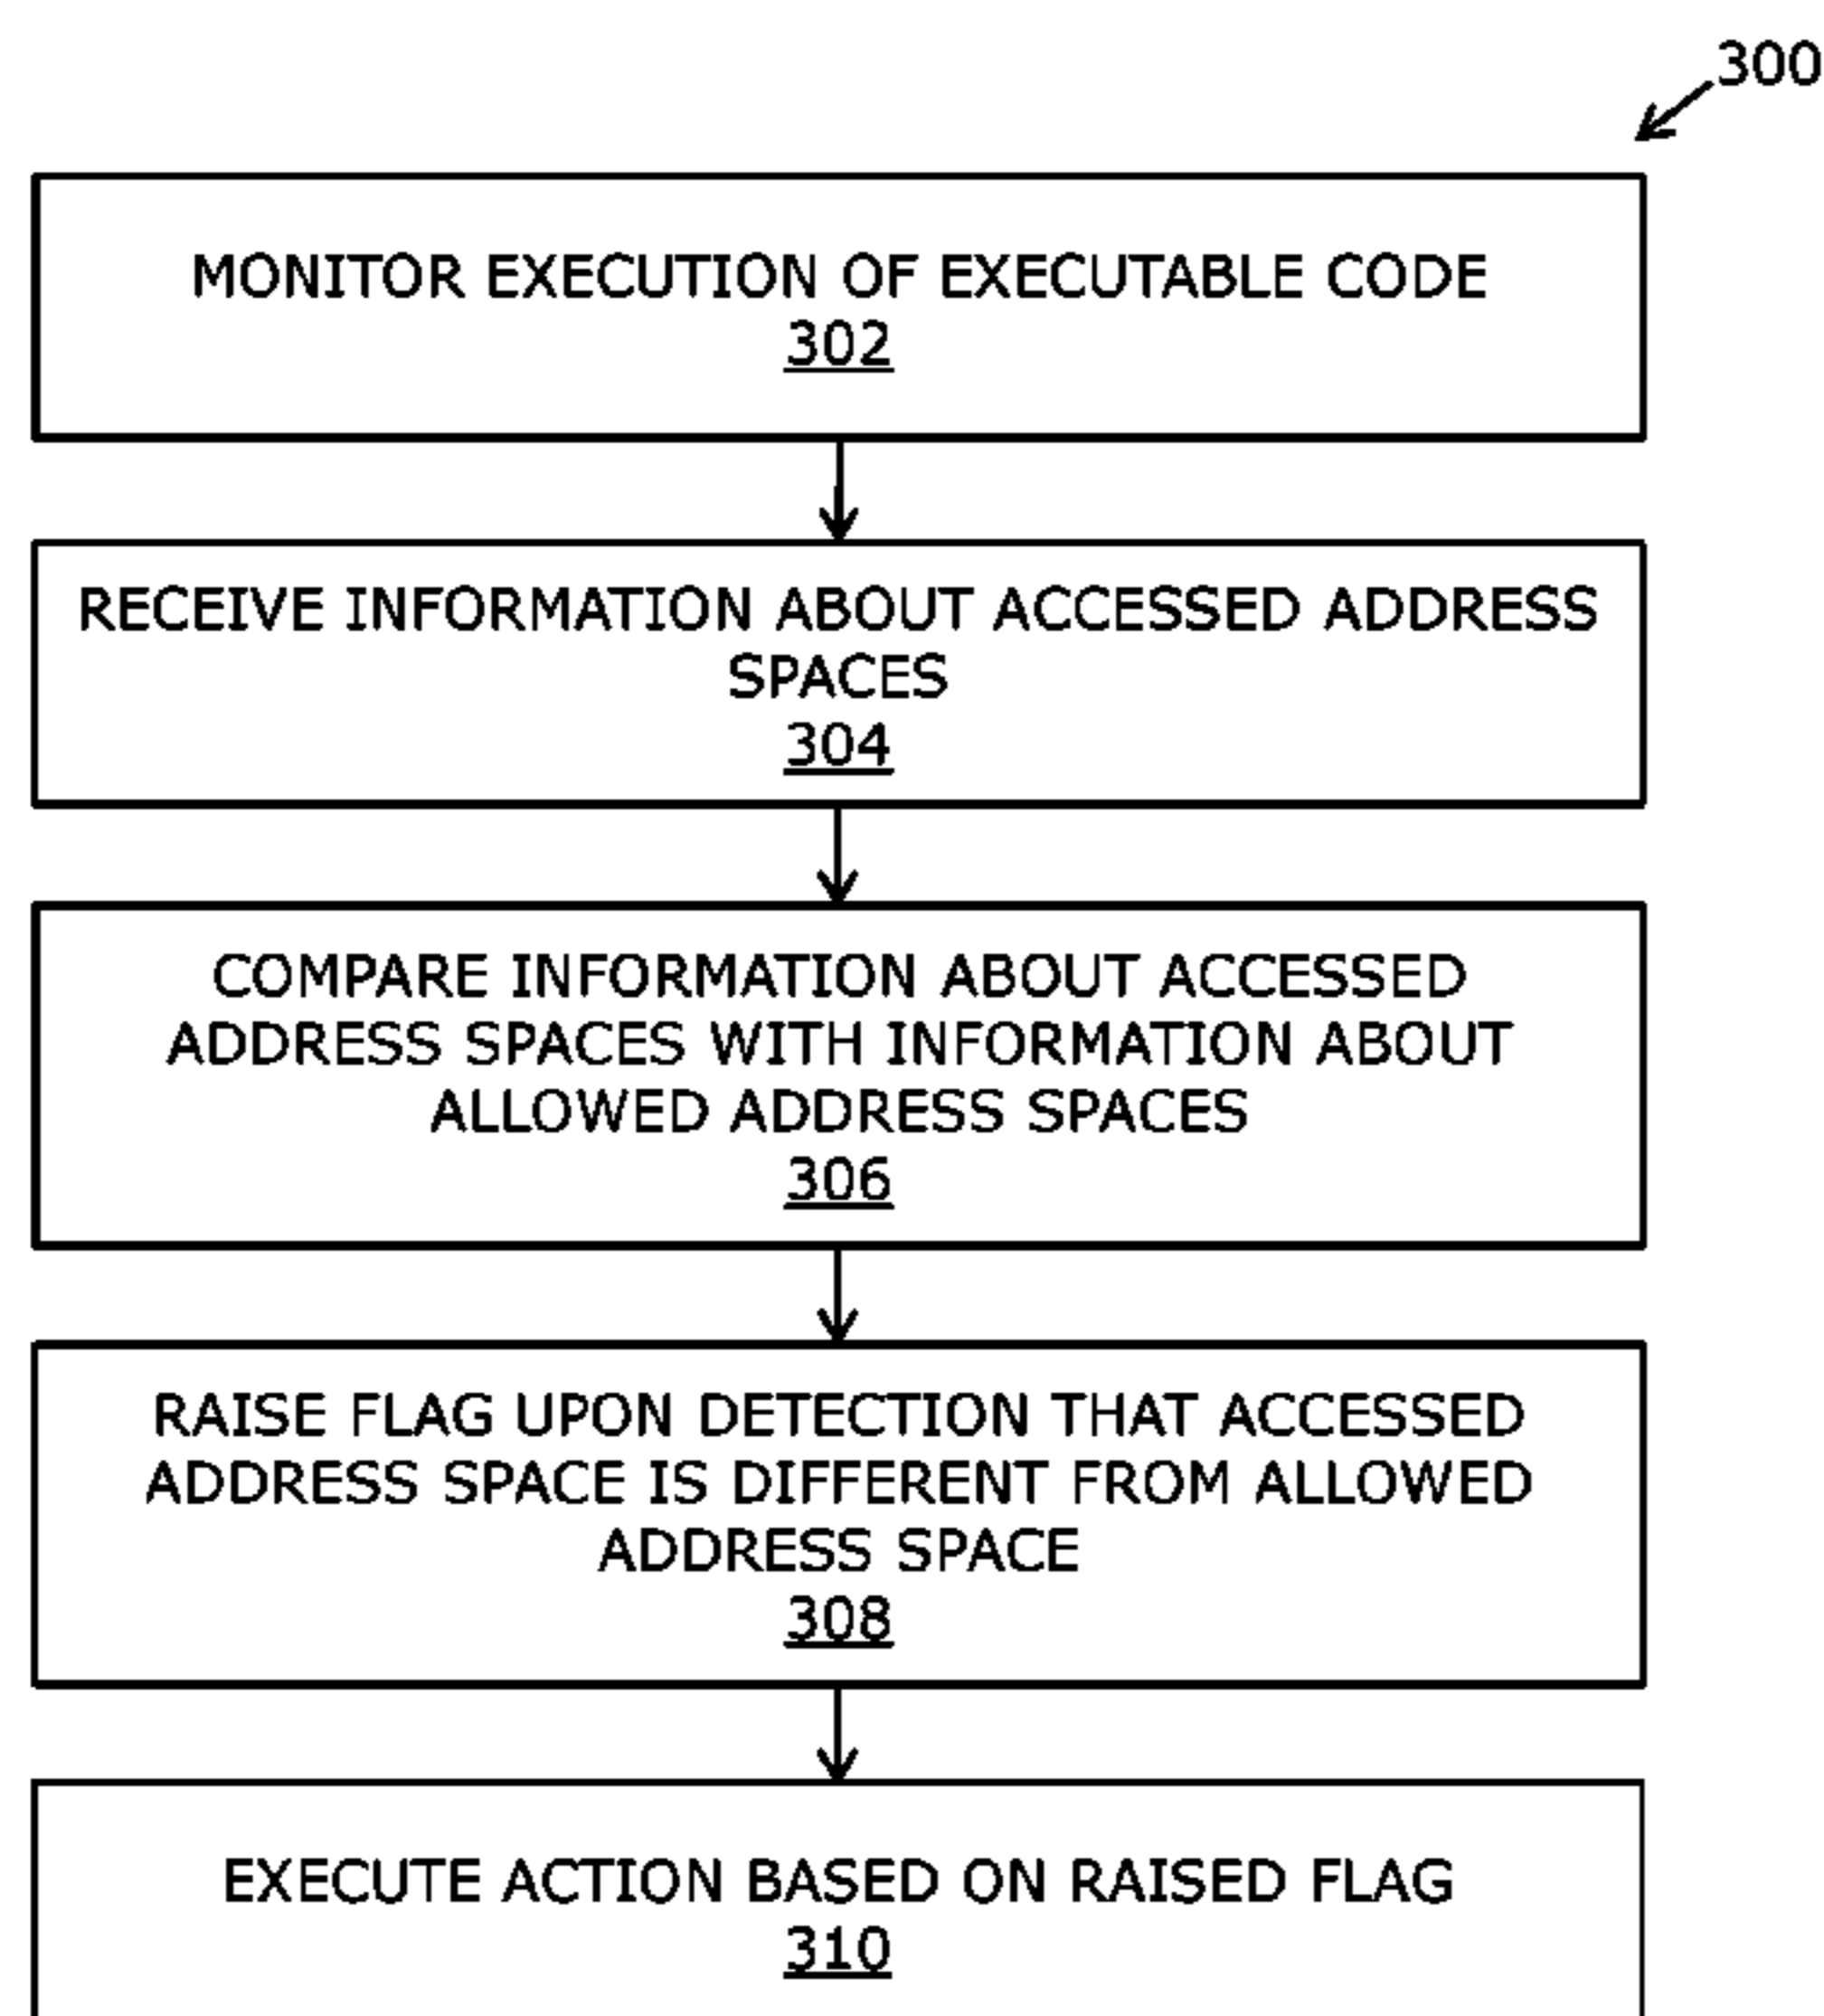 300
MONITOR EXECUTION OF EXECUTABLE CODE
302
RECEIVE INFORMATION ABOUT ACCESSED ADDRESS
SPACES
304
COMPARE INFORMATION ABOUT ACCESSED
ADDRESS SPACES WITH INFORMATION ABOUT
ALLOWED ADDRESS SPACES
306
RAISE FLAG UPON DETECTION THAT ACCESSED
ADDRESS SPACE IS DIFFERENT FROM ALLOWED
ADDRESS SPACE
308
EXECUTE ACTION BASED ON RAISED FLAG
310